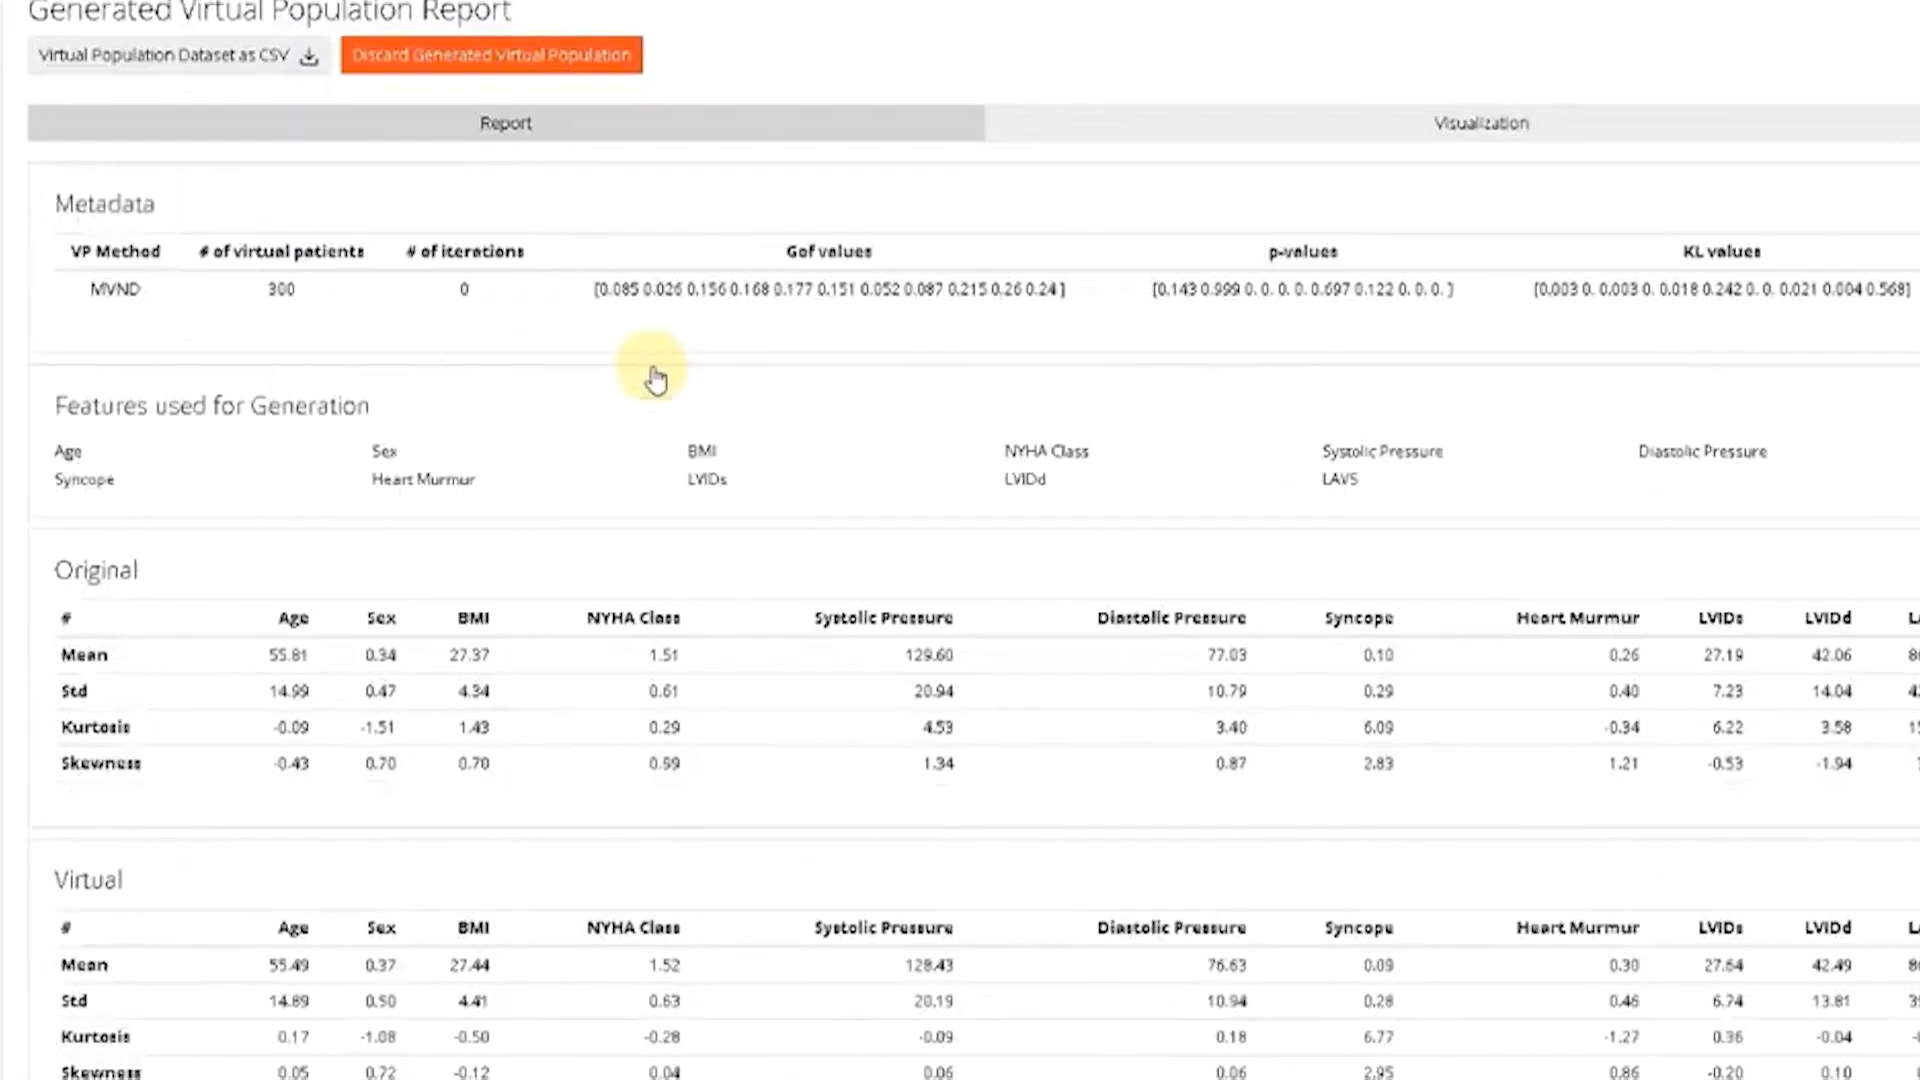 Generated Virtual Population Report
Virtual Population Dataset as CSV Discard Generated Virtual Population
Report Visualization
Metadata
VP Method # of virtual patients # of iterations Gof values p-values KL values
MVND 300 0 [0.085 0.026 0.156 0.168 0.177 0.151 0.052 0.087 0.215 0.26 0.24 ] [0.143 0.999 0. 0. 0. 0. 0.697 0.122 0. 0. 0. ] [0.003 0. 0.003 0. 0.018 0.242 0. 0. 0.021 0.004 0.568]
Features used for Generation
Age Sex BMI NYHA Class Systolic Pressure Diastolic Pressure
Syncope Heart Murmur LVIDs LVIDd LAVS
Original
# Age Sex BMI NYHA Class Systolic Pressure Diastolic Pressure Syncope Heart Murmur LVIDs LVIDd
Mean 55.81 0.34 27.37 1.51 129.60 77.03 0.10 0.26 27.19 42.06
Std 14.99 0.47 4.34 0.61 20.94 10.79 0.29 0.40 7.23 14.04
Kurtosis -0.09 -1.51 1.43 0.29 4.53 3.40 6.09 -0.34 6.22 3.58
Skewness -0.43 0.70 0.70 0.99 1.34 0.87 2.83 1.21 -0.53 -1.94
Virtual
# Age Sex BMI NYHA Class Systolic Pressure Diastolic Pressure Syncope Heart Murmur LVIDs LVIDd
Mean 55.49 0.37 27.44 1.52 128.43 76.63 0.09 0.30 27.64 42.49
Std 14.89 0.50 4.41 0.63 20.19 10.94 0.28 0.46 6.74 13.81
Kurtosis 0.17 -1.08 -0.50 -0.28 -0.09 0.18 6.77 -1.27 0.36 -0.04
Skewness 0.05 0.72 -0.12 0.04 0.06 0.06 2.95 0.86 -0.20 0.10